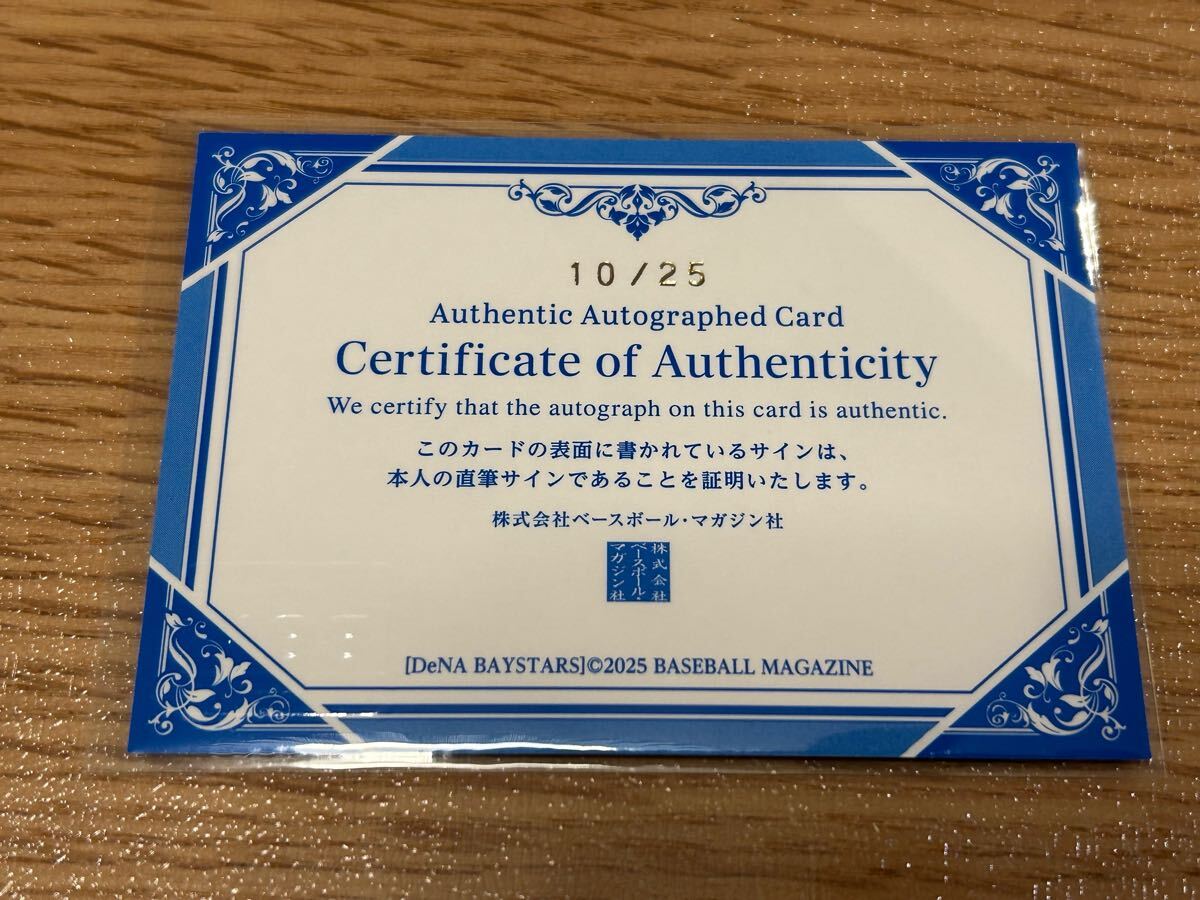 10/25
Authentic Autographed Card
Certificate of Authenticity
We certify that the autograph on this card is authentic.
このカードの表面に書かれているサインは、
本人の直筆サインであることを証明いたします。
株式会社ベースボール・マガジン社
株式会社
ベースボール・
マガジン社
[DeNA BAYSTARS]©2025 BASEBALL MAGAZINE